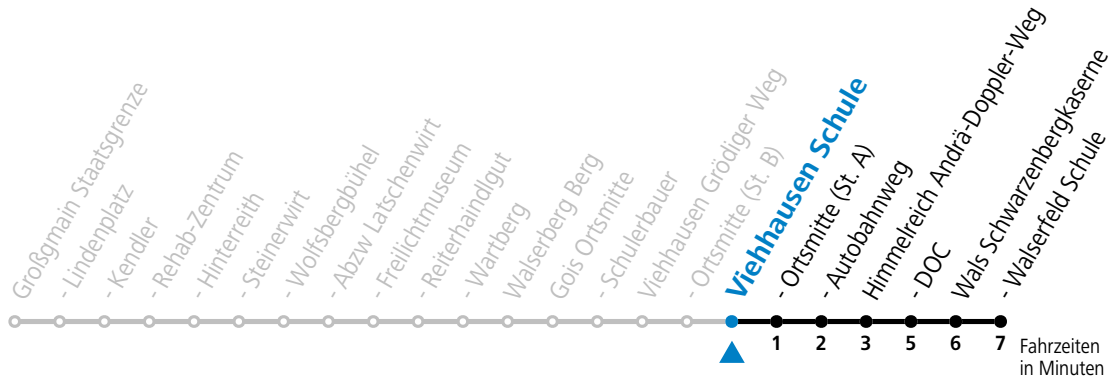 Großgmain Staatsgrenze
- Lindenplatz
- Kendler
- Rehab-Zentrum
- Hinterreith
- Steinerwirt
- Wolfsbergbühel
- Abzw Latschenwirt
- Freilichtmuseum
- Reiterhaindlgut
- Wartberg
Walserberg Berg
Gois Ortsmitte
- Schulerbauer
Viehhausen Grödiger Weg
- Ortsmitte (St. B)
Viehhausen Schule
- Ortsmitte (St. A)
- Autobahnweg
Himmelreich Andrä-Doppler-Weg
- DOC
Wals Schwarzenbergkaserne
- Walserfeld Schule
1 2 3 5 6 7
Fahrzeiten
in Minuten